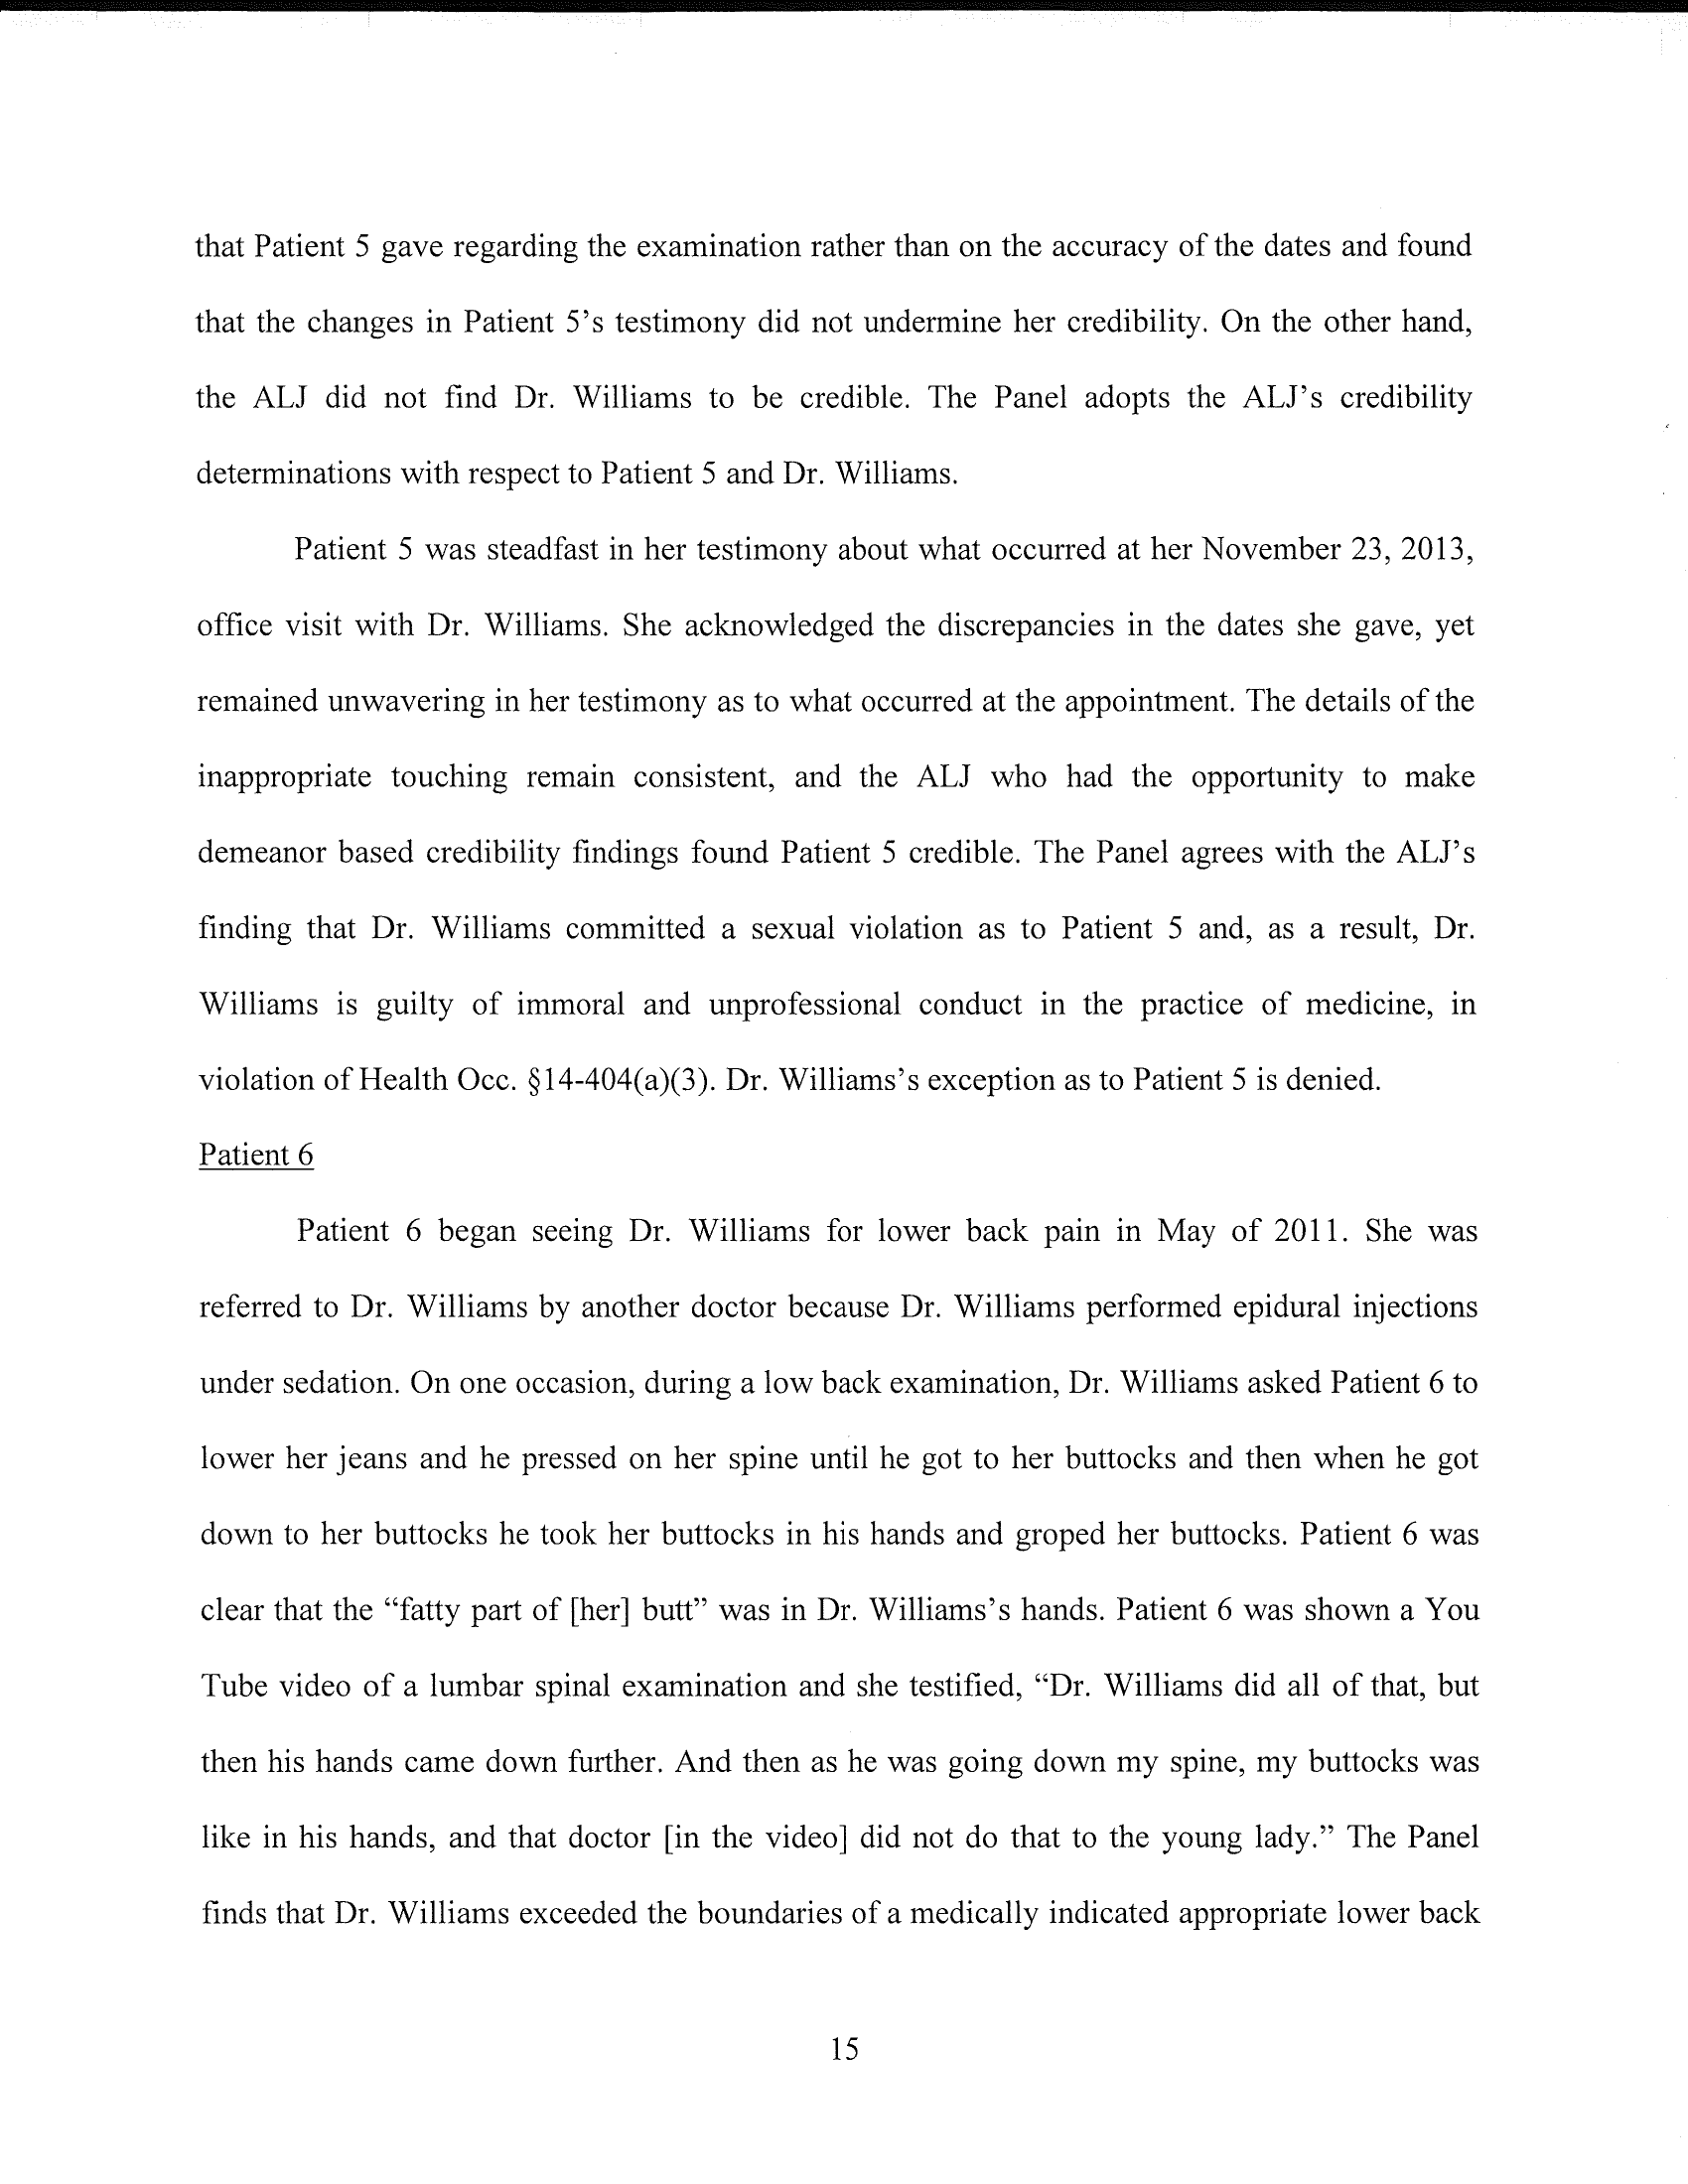 that Patient 5 gave regarding the examination rather than on the accuracy of the dates and found
that the changes in Patient 5’s testimony did not undermine her credibility. On the other hand,
the ALJ did not find Dr. Williams to be credible. The Panel adopts the ALJ’s credibility
determinations with respect to Patient 5 and Dr. Williams.
Patient 5 was steadfast in her testimony about what occurred at her November 23, 2013,
office visit with Dr. Williams. She acknowledged the discrepancies in the dates she gave, yet
remained unwavering in her testimony as to what occurred at the appointment. The details of the
inappropriate touching remain consistent, and the ALJ who had the opportunity to make
demeanor based credibility findings found Patient 5 credible. The Panel agrees with the ALJ’s
finding that Dr. Williams committed a sexual violation as to Patient 5 and, as a result, Dr.
Williams is guilty of immoral and unprofessional conduct in the practice of medicine, in
violation of Health Occ. §14-404(a)(3). Dr. Williams’s exception as to Patient 5 is denied.
Patient 6
Patient 6 began seeing Dr. Williams for lower back pain in May of 2011. She was
referred to Dr. Williams by another doctor because Dr. Williams performed epidural injections
under sedation. On one occasion, during a low back examination, Dr. Williams asked Patient 6 to
lower her jeans and he pressed on her spine until he got to her buttocks and then when he got
down to her buttocks he took her buttocks in his hands and groped her buttocks. Patient 6 was
clear that the “fatty part of [her] butt” was in Dr. Williams’s hands. Patient 6 was shown a You
Tube video of a lumbar spinal examination and she testified, “Dr. Williams did all of that, but
then his hands came down further. And then as he was going down my spine, my buttocks was
like in his hands, and that doctor [in the video] did not do that to the young lady.” The Panel
finds that Dr. Williams exceeded the boundaries of a medically indicated appropriate lower back
15